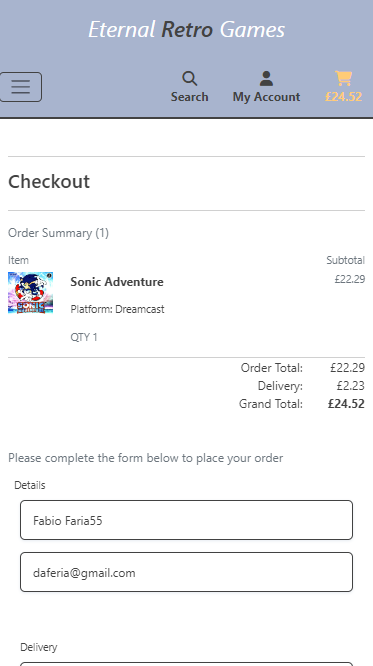 Eternal Retro Games
Search
My Account
£24.52
Checkout
Order Summary (1)
Item Subtotal
Sonic Adventure £22.29
Platform: Dreamcast
QTY 1
Order Total: £22.29
Delivery: £2.23
Grand Total: £24.52
Please complete the form below to place your order
Details
Fabio Faria55
daferia@gmail.com
Delivery